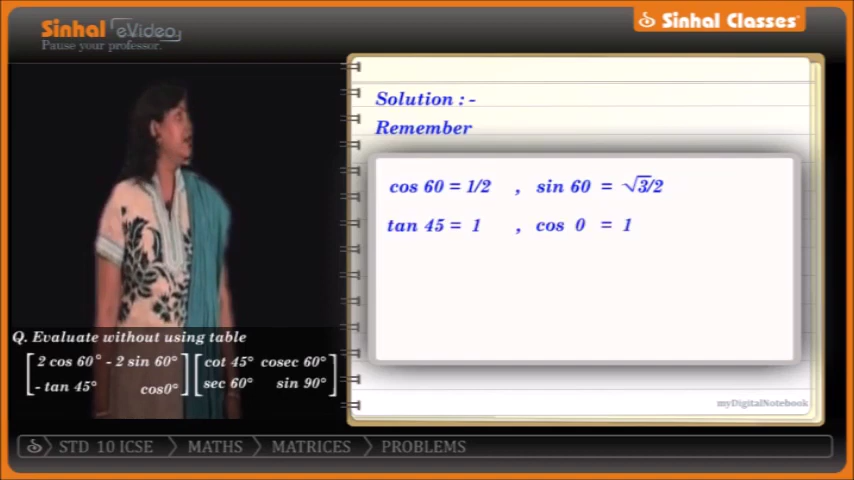 Sinhal eVideo
Pause your professor.
Sinhal Classes
Solution : -
Remember
cos 60 = 1/2 , sin 60 = √3/2
tan 45 = 1 , cos 0 = 1
Q. Evaluate without using table
[2 cos 60° - 2 sin 60°] [cot 45° cosec 60°]
[- tan 45° cos0°] [sec 60° sin 90°]
myDigitalNotebook
STD 10 ICSE > MATHS > MATRICES > PROBLEMS